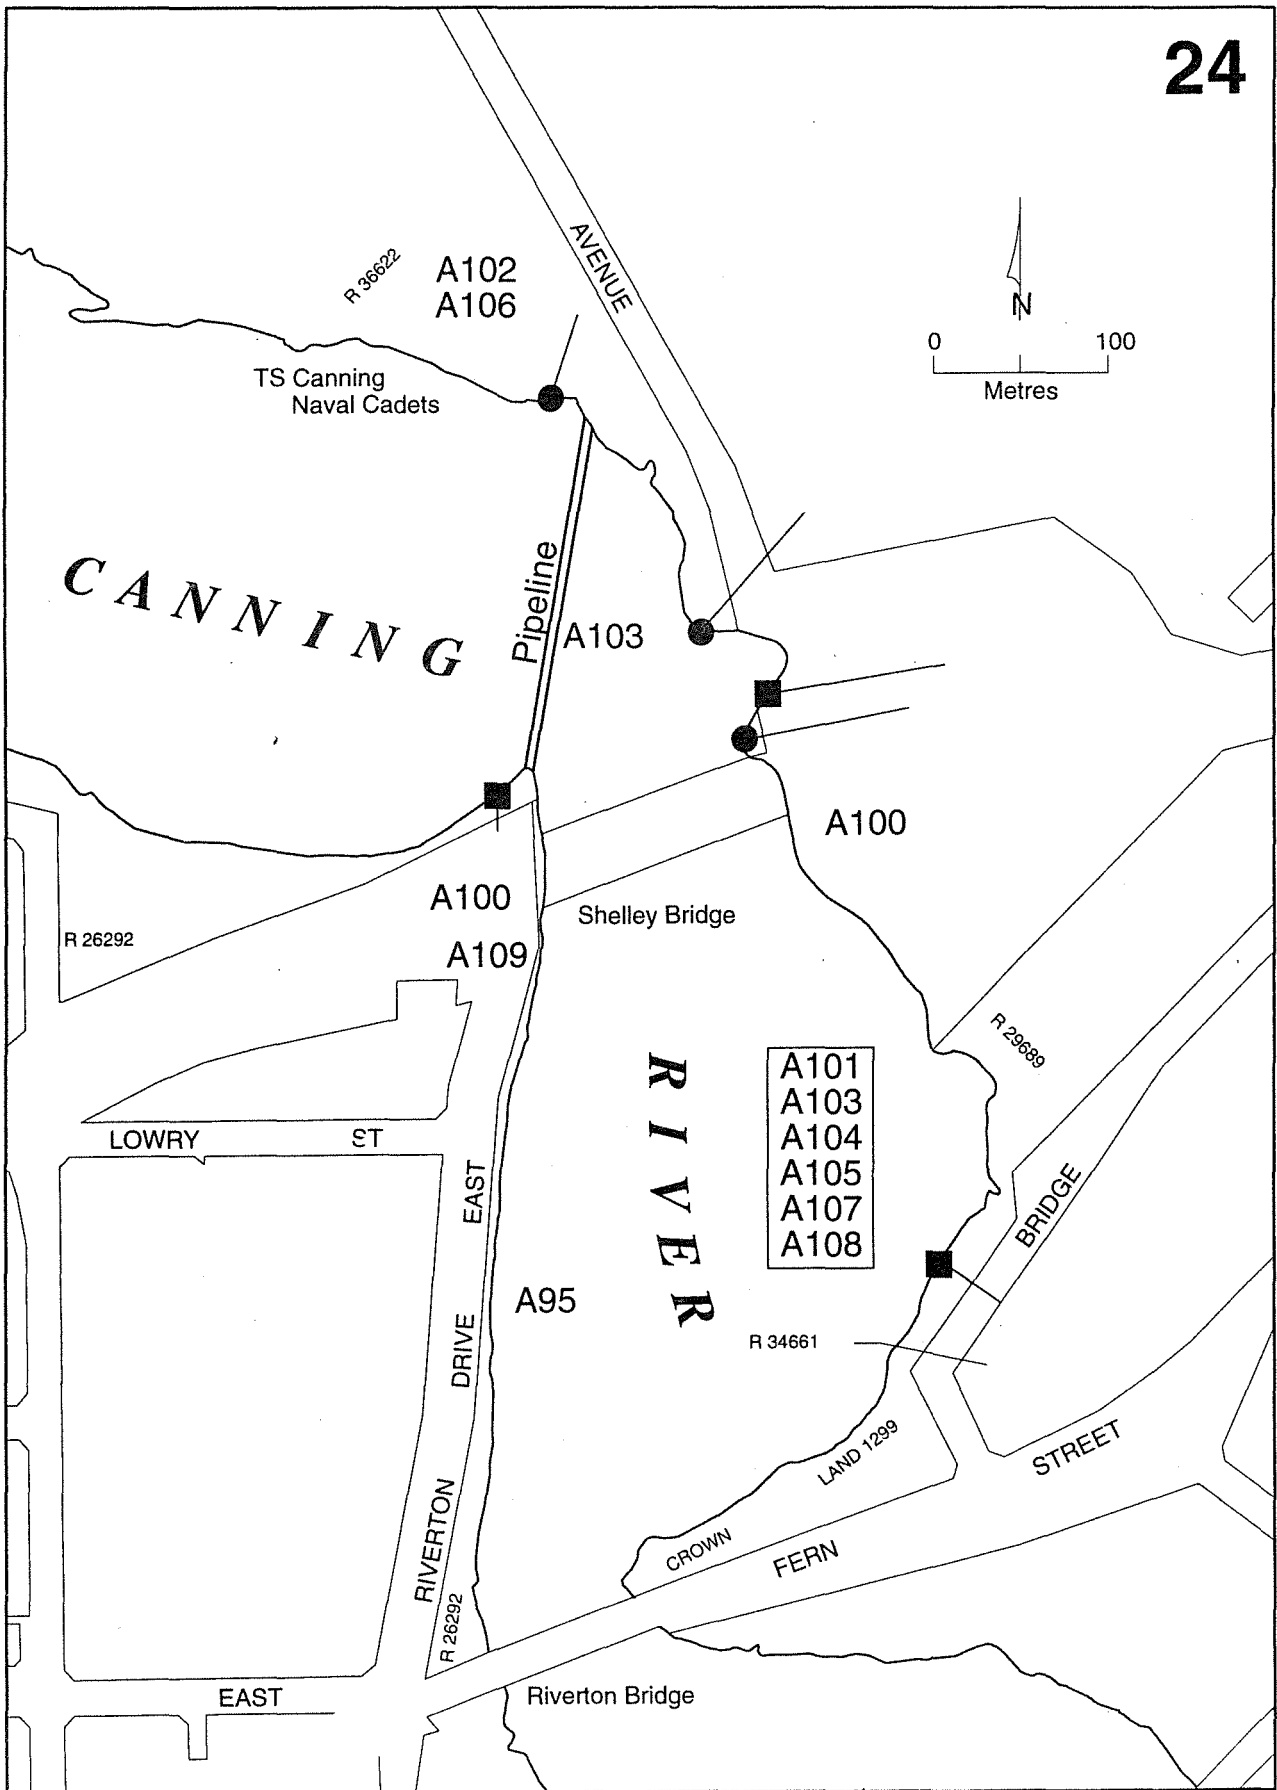 24
AVENUE
R 36622
A102
A106
N
0 100
Metres
TS Canning
Naval Cadets
CANNING
Pipeline
A103
A100
A100
Shelley Bridge
R 26292
A109
R 29689
RIVER
A101
A103
A104
A105
A107
A108
LOWRY ST
BRIDGE
A95
R 34661
RIVERTON DRIVE EAST
CROWN LAND 1299
FERN STREET
R 26292
EAST
Riverton Bridge